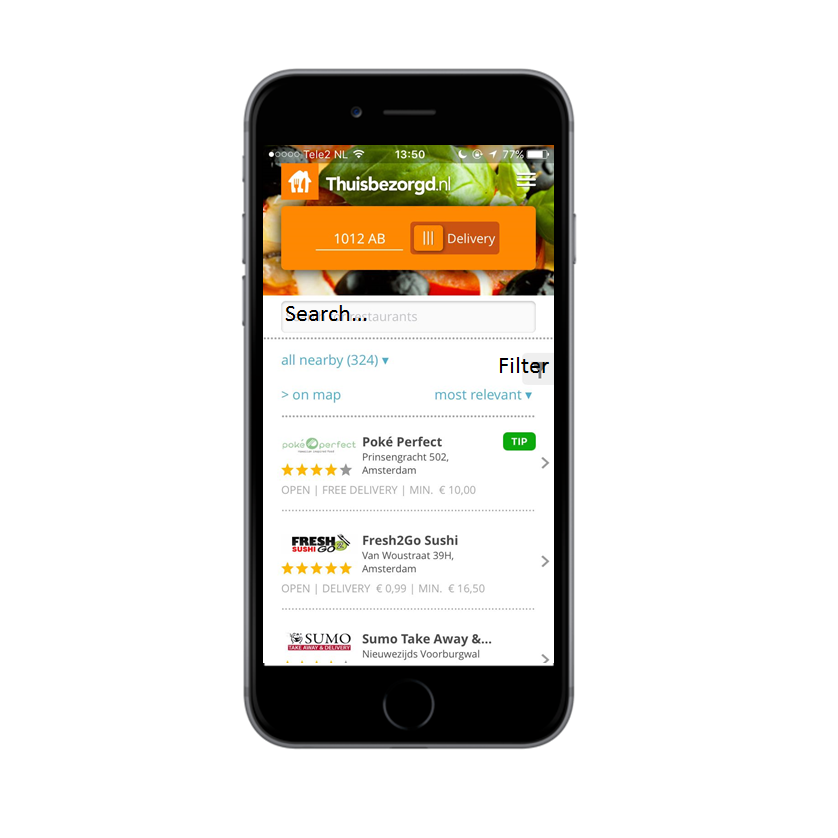 Tele2 NL 13:50 77%
Thuisbezorgd.nl
1012 AB Delivery
Search... restaurants
all nearby (324) ▾ Filter
> on map most relevant ▾
poké perfect Poké Perfect TIP
Prinsengracht 502,
Amsterdam
OPEN | FREE DELIVERY | MIN. € 10,00
FRESH Fresh2Go Sushi
SUSHI GO Van Woustraat 39H,
Amsterdam
OPEN | DELIVERY € 0,99 | MIN. € 16,50
SUMO Sumo Take Away &...
TAKE AWAY & DELIVERY Nieuwezijds Voorburgwal